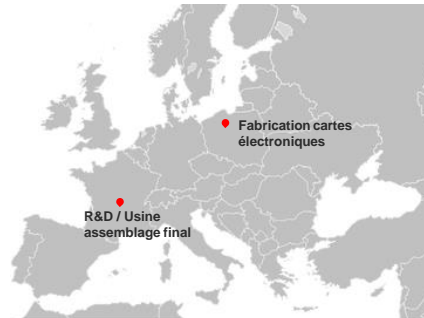 Fabrication cartes
électroniques
R&D / Usine
assemblage final